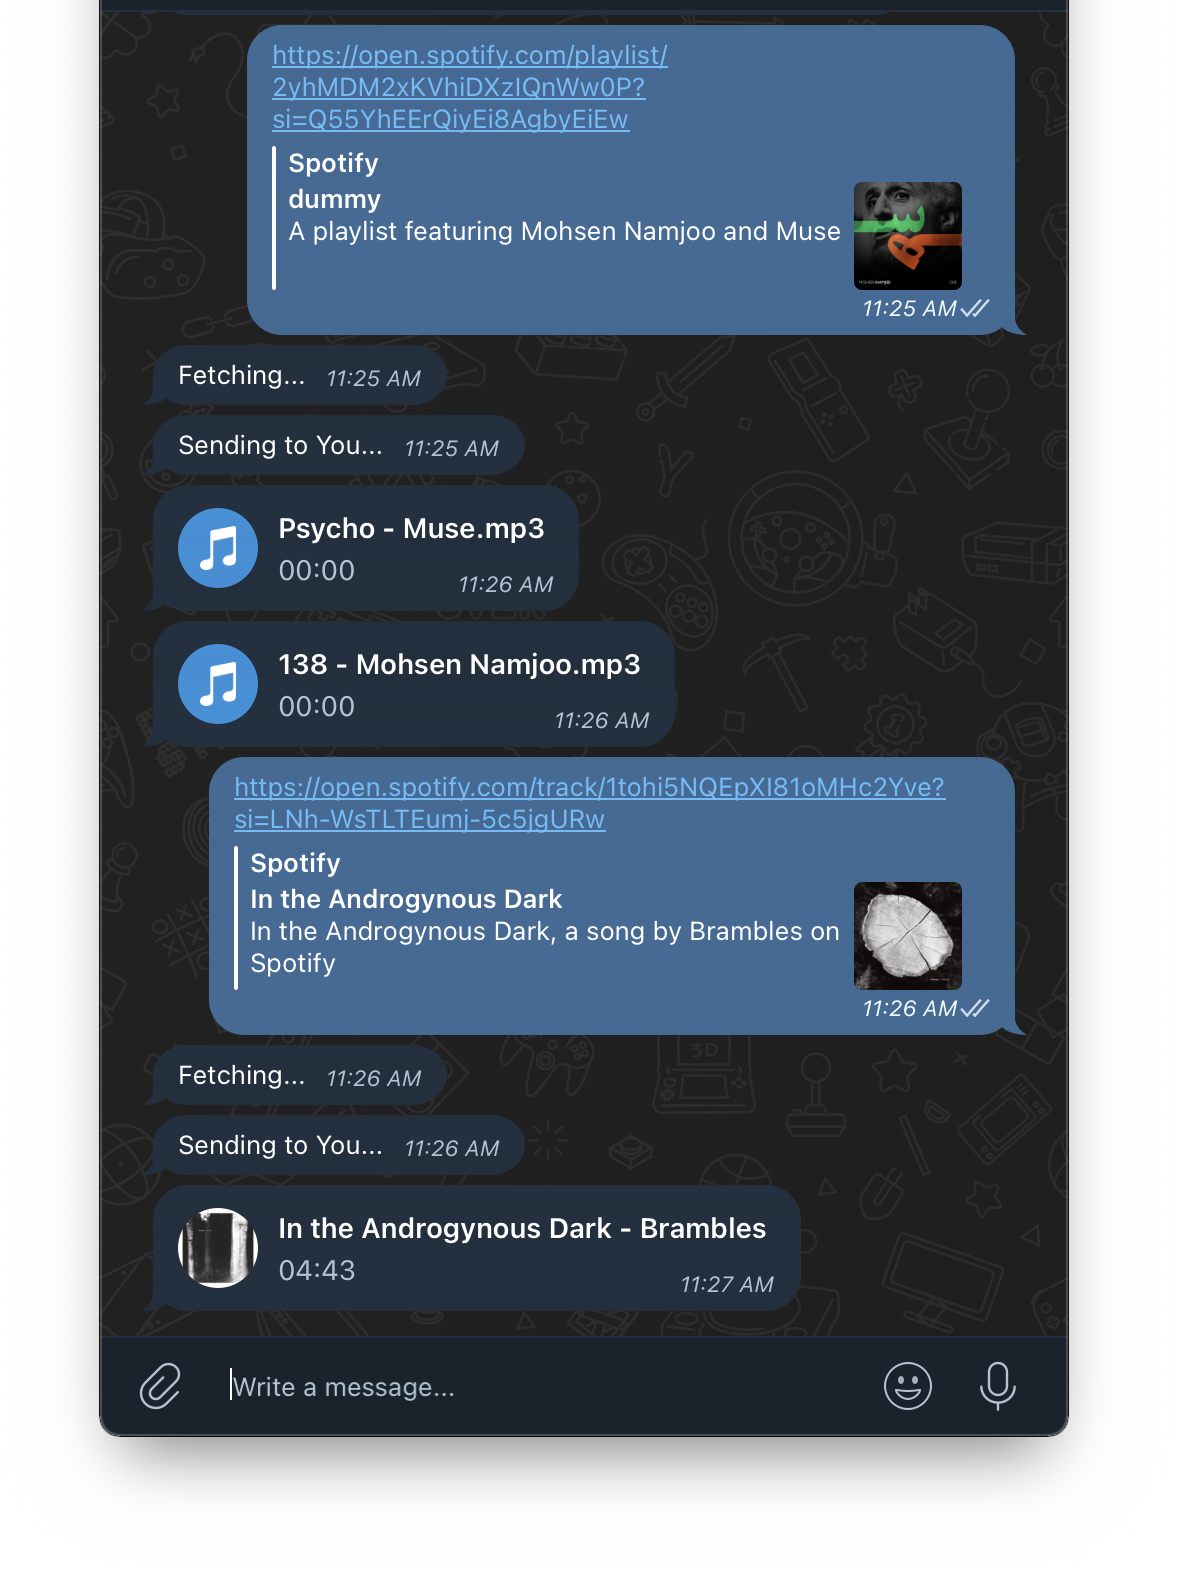 https://open.spotify.com/playlist/
2yhMDM2xKVhiDXzIQnWw0P?
si=Q55YhEErQiyEi8AgbyEiEw
Spotify
dummy
A playlist featuring Mohsen Namjoo and Muse
11:25 AM
Fetching... 11:25 AM
Sending to You... 11:25 AM
Psycho - Muse.mp3
00:00
11:26 AM
138 - Mohsen Namjoo.mp3
00:00
11:26 AM
https://open.spotify.com/track/1tohi5NQEpXI81oMHc2Yve?
si=LNh-WsTLTEumj-5c5jgURw
Spotify
In the Androgynous Dark
In the Androgynous Dark, a song by Brambles on
Spotify
11:26 AM
Fetching... 11:26 AM
3D
Sending to You... 11:26 AM
In the Androgynous Dark - Brambles
04:43
11:27 AM
Write a message...